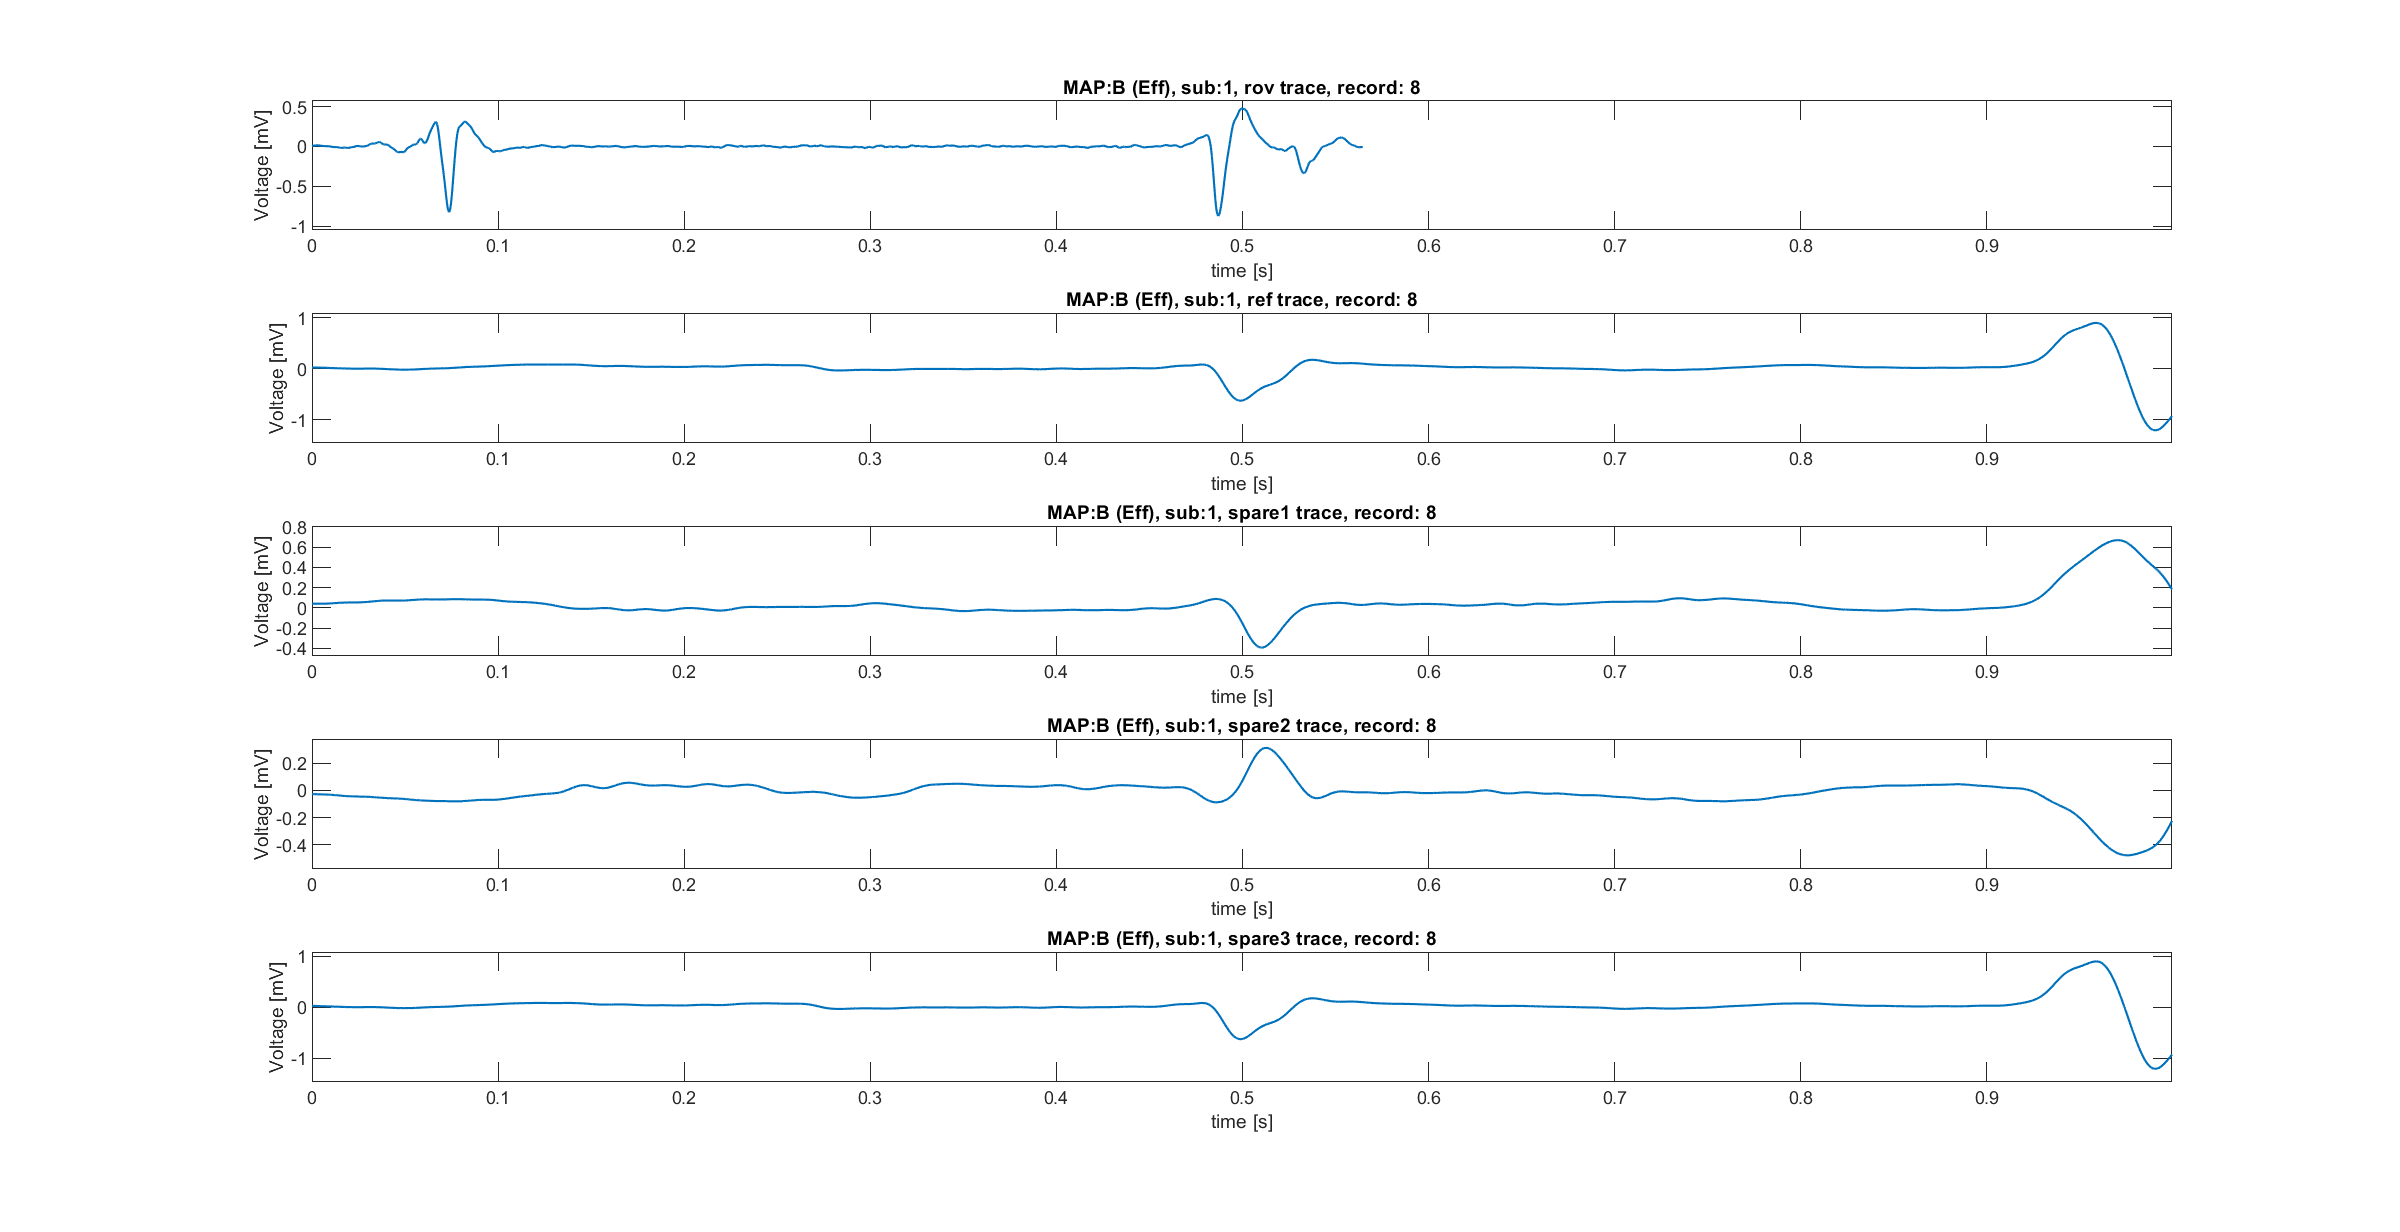 MAP:B (Eff), sub:1, rov trace, record: 8
Voltage [mV]
0.5
0
-0.5
-1
0 0.1 0.2 0.3 0.4 0.5 0.6 0.7 0.8 0.9
time [s]
MAP:B (Eff), sub:1, ref trace, record: 8
Voltage [mV]
1
0
-1
0 0.1 0.2 0.3 0.4 0.5 0.6 0.7 0.8 0.9
time [s]
MAP:B (Eff), sub:1, spare1 trace, record: 8
Voltage [mV]
0.8
0.6
0.4
0.2
0
-0.2
-0.4
0 0.1 0.2 0.3 0.4 0.5 0.6 0.7 0.8 0.9
time [s]
MAP:B (Eff), sub:1, spare2 trace, record: 8
Voltage [mV]
0.2
0
-0.2
-0.4
0 0.1 0.2 0.3 0.4 0.5 0.6 0.7 0.8 0.9
time [s]
MAP:B (Eff), sub:1, spare3 trace, record: 8
Voltage [mV]
1
0
-1
0 0.1 0.2 0.3 0.4 0.5 0.6 0.7 0.8 0.9
time [s]